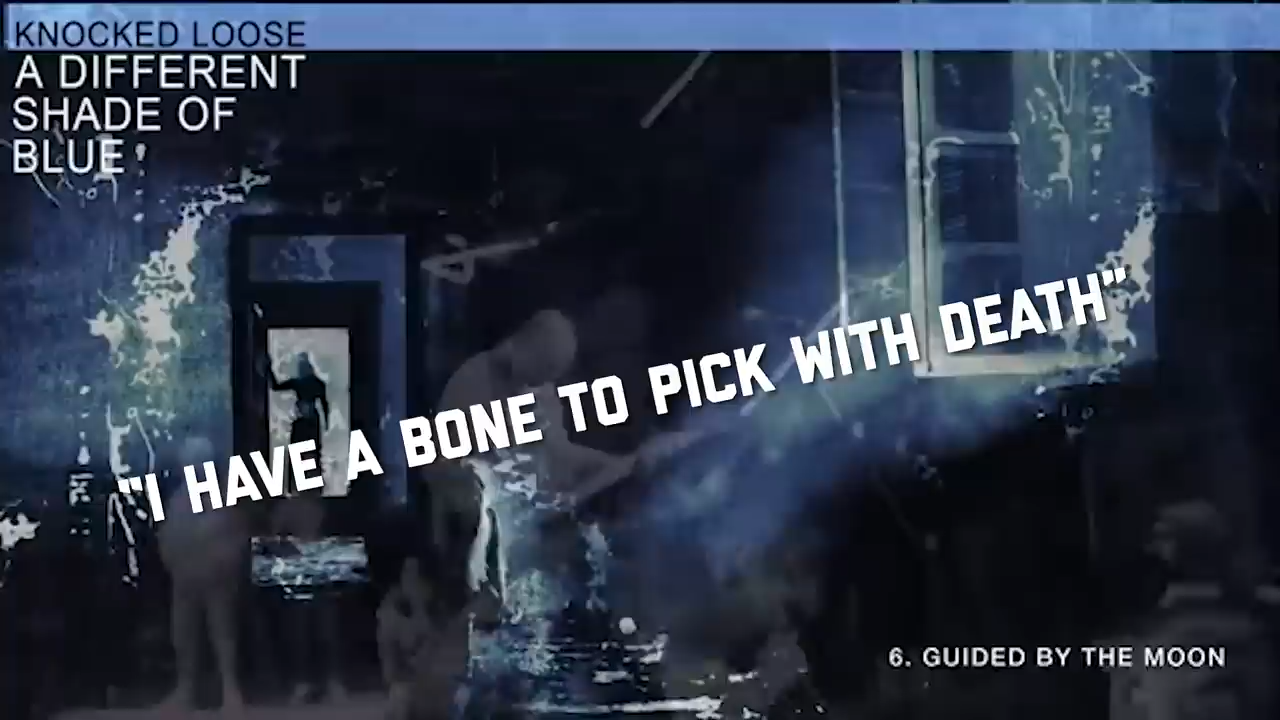 KNOCKED LOOSE
A DIFFERENT
SHADE OF
BLUE
"I HAVE A BONE TO PICK WITH DEATH"
6. GUIDED BY THE MOON